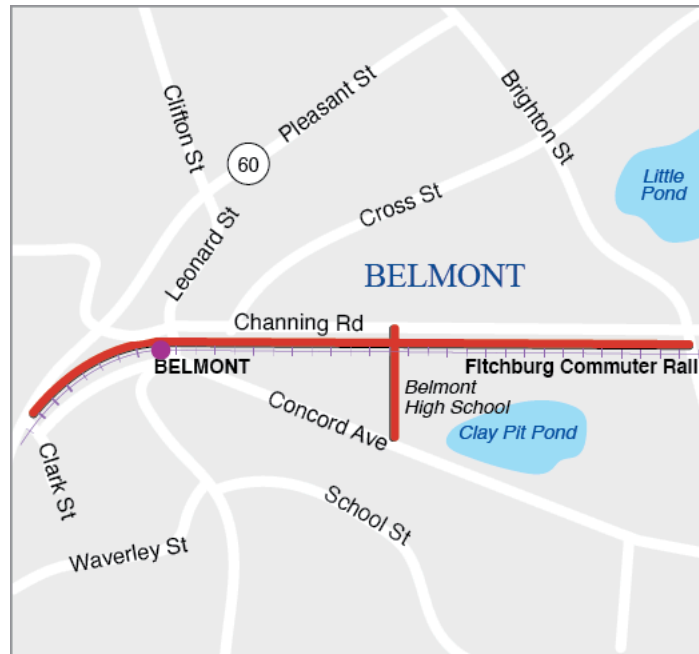 Clifton St
60
Pleasant St
Brighton St
Little
Pond
Leonard St
Cross St
BELMONT
Channing Rd
BELMONT
Fitchburg Commuter Rail
Belmont
High School
Concord Ave
Clay Pit Pond
Clark St
School St
Waverley St